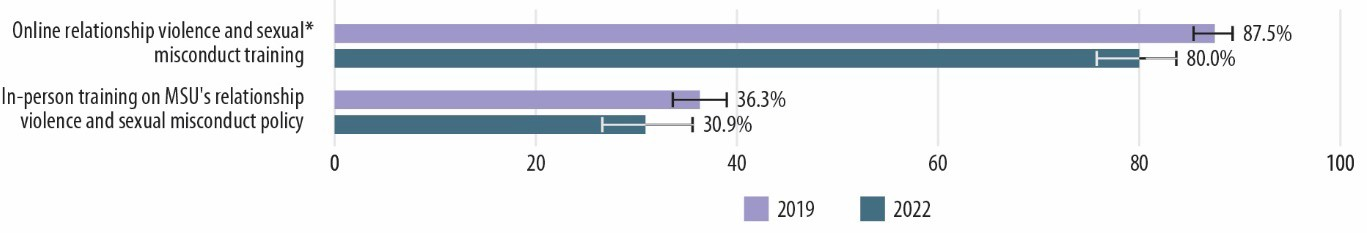 Online relationship violence and sexual*
misconduct training
87.5%
80.0%
In-person training on MSU's relationship
violence and sexual misconduct policy
36.3%
30.9%
0 20 40 60 80 100
2019 2022